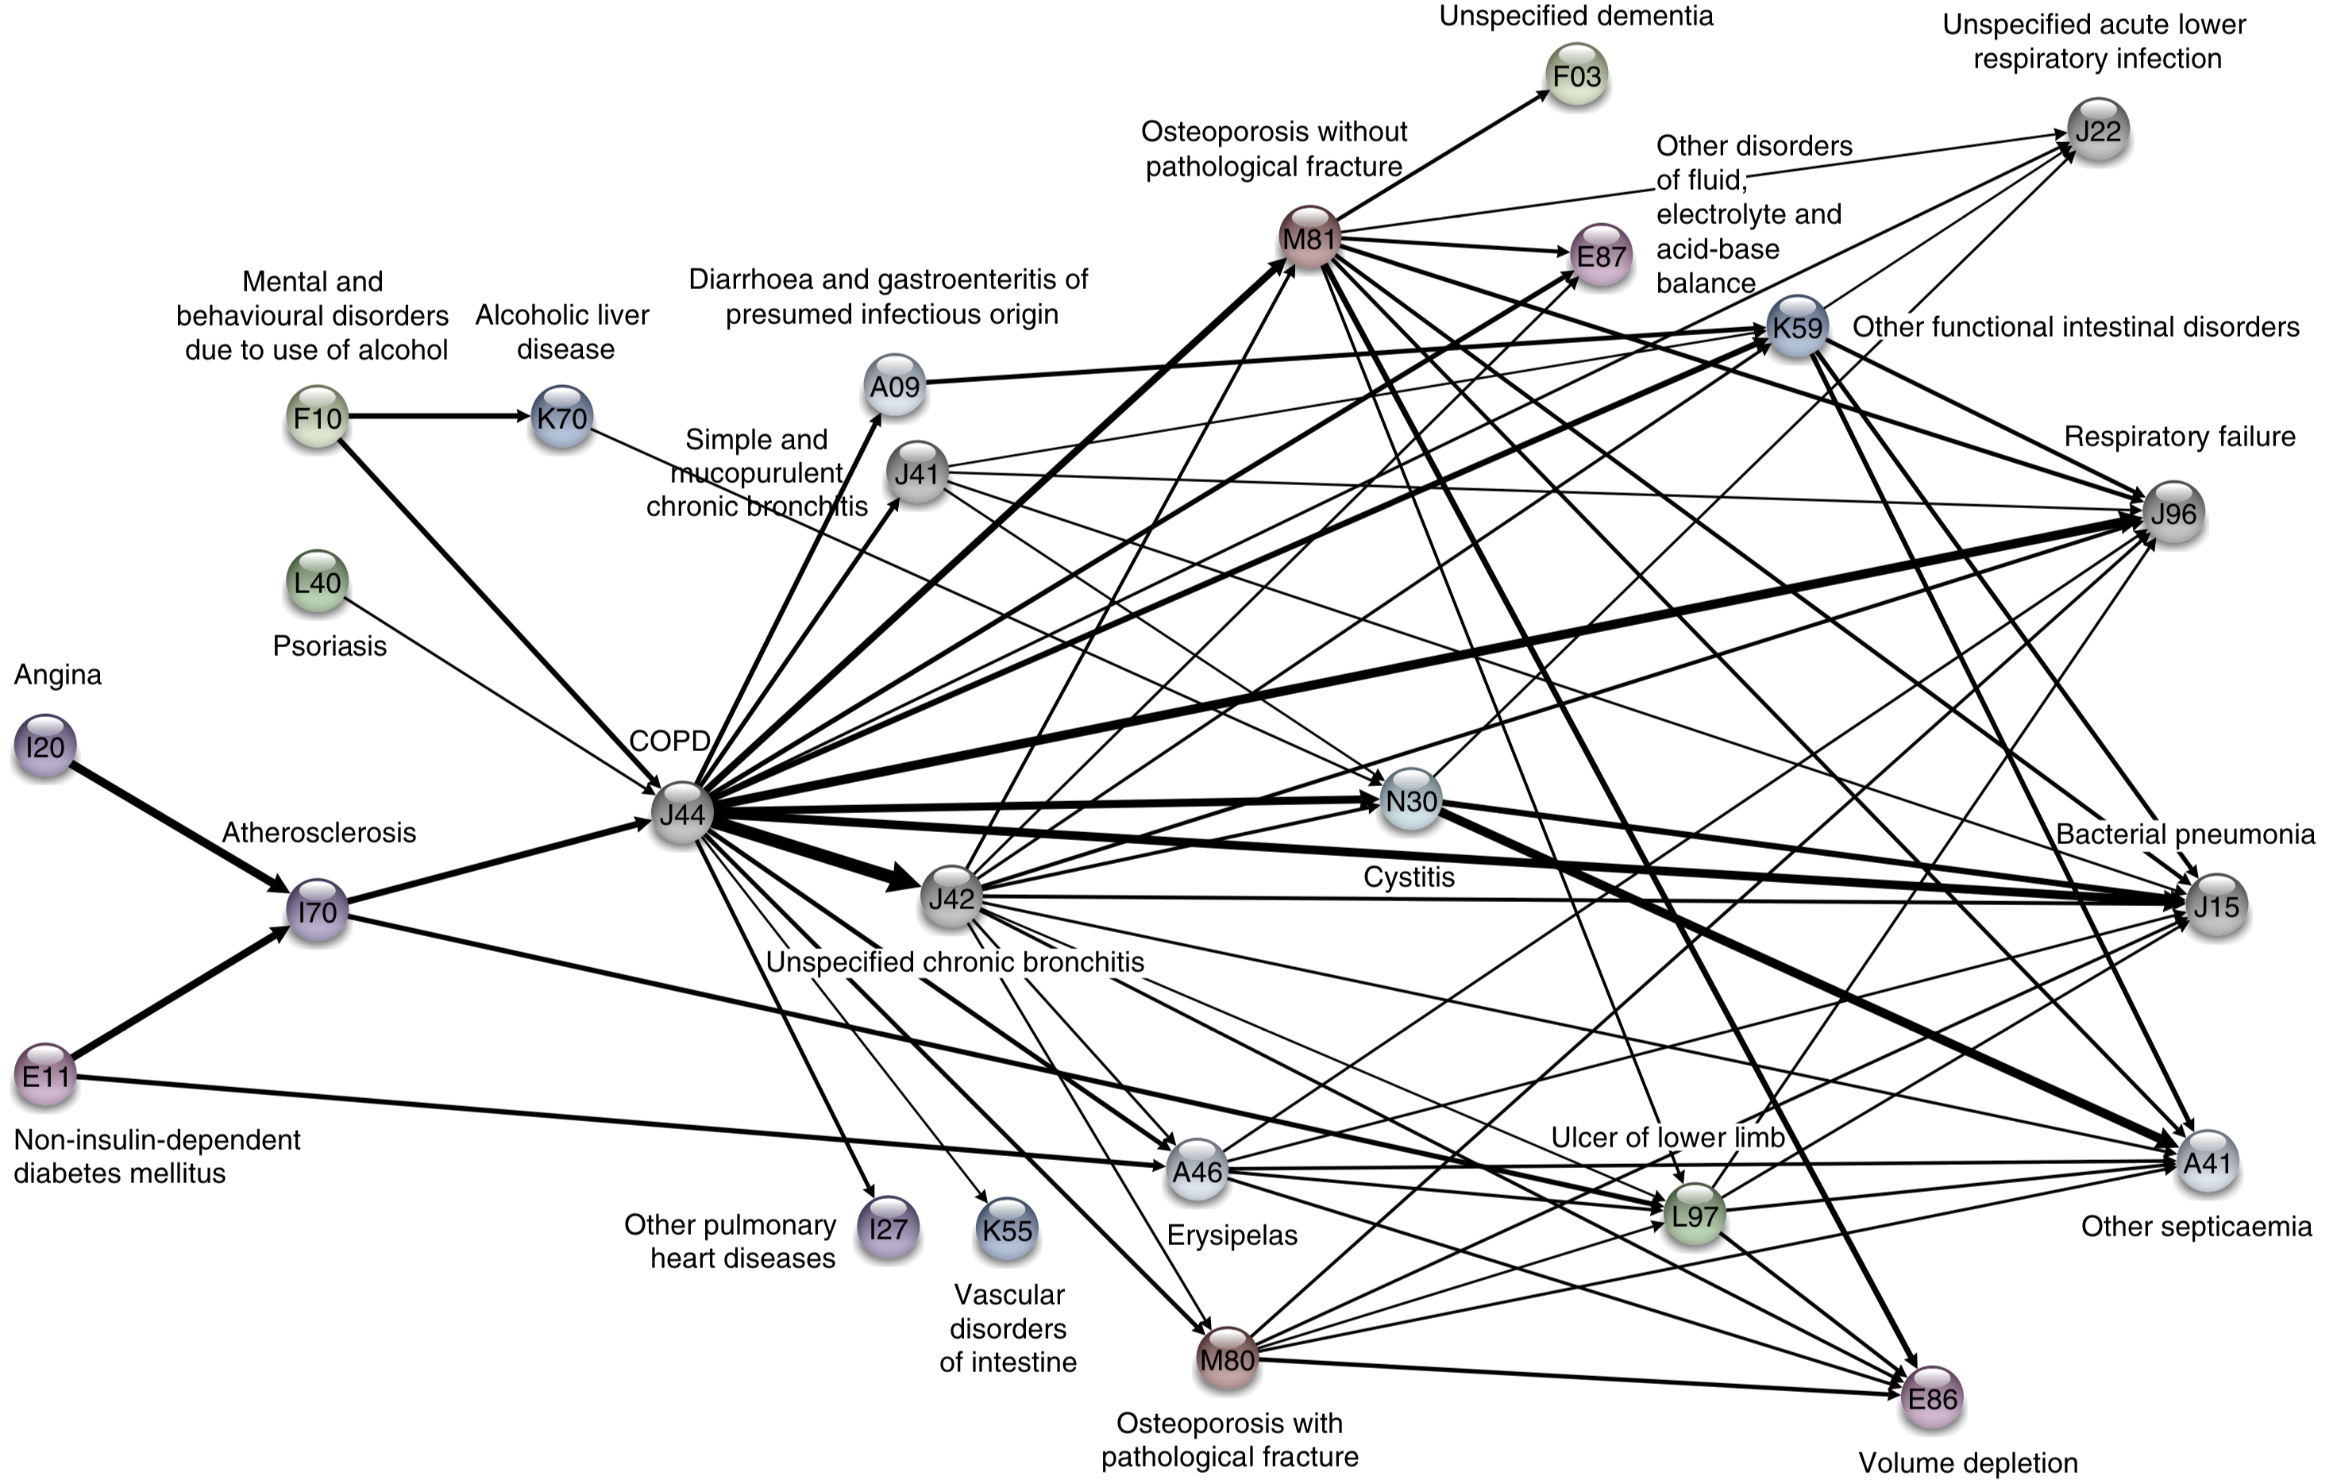 Unspecified dementia
F03
Unspecified acute lower
respiratory infection
J22
Osteoporosis without
pathological fracture
M81
Other disorders
of fluid,
electrolyte and
acid-base
balance
E87
K59
Other functional intestinal disorders
Mental and
behavioural disorders
due to use of alcohol
F10
Alcoholic liver
disease
K70
Diarrhoea and gastroenteritis of
presumed infectious origin
A09
Simple and
mucopurulent
chronic bronchitis
J41
Respiratory failure
J96
L40
Psoriasis
Angina
I20
COPD
J44
Atherosclerosis
I70
N30
Cystitis
J42
Unspecified chronic bronchitis
Bacterial pneumonia
J15
E11
Non-insulin-dependent
diabetes mellitus
A46
Erysipelas
Ulcer of lower limb
L97
A41
Other septicaemia
Other pulmonary
heart diseases
I27
K55
Vascular
disorders
of intestine
M80
Osteoporosis with
pathological fracture
E86
Volume depletion